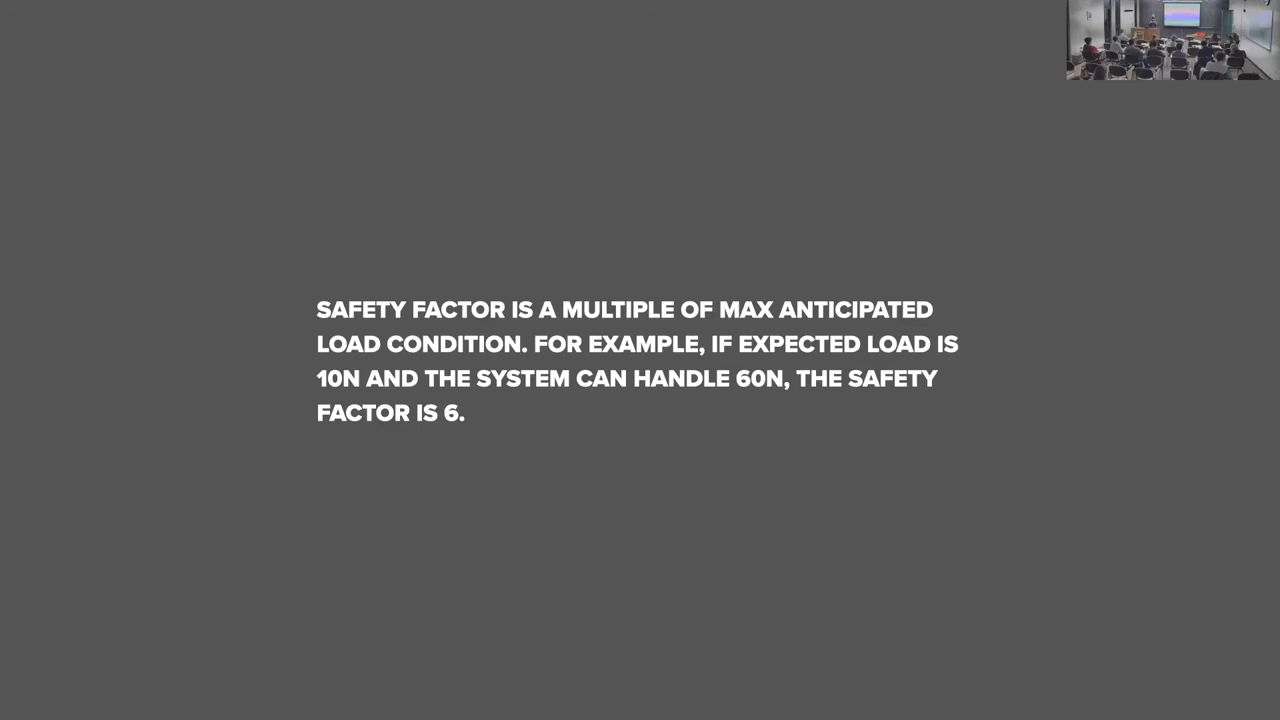 SAFETY FACTOR IS A MULTIPLE OF MAX ANTICIPATED
LOAD CONDITION. FOR EXAMPLE, IF EXPECTED LOAD IS
10N AND THE SYSTEM CAN HANDLE 60N, THE SAFETY
FACTOR IS 6.